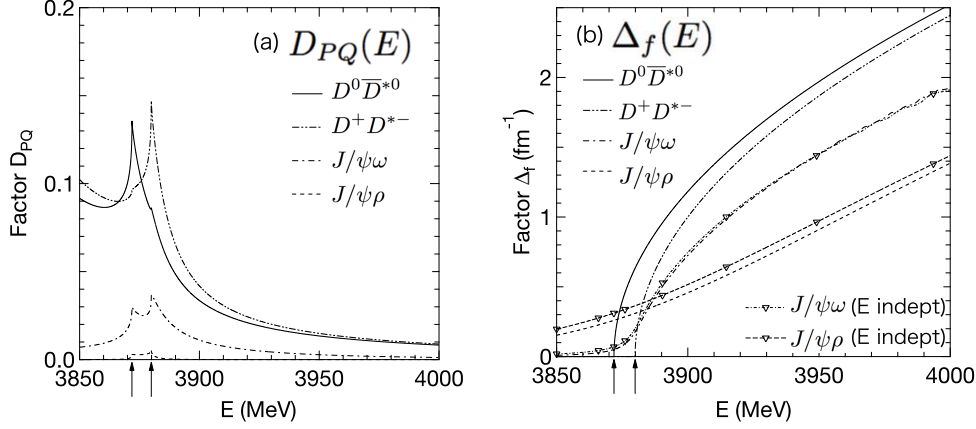 (a) D_{PQ}(E)
D^0\overline{D}^{*0}
D^+D^{*-}
J/ψω
J/ψρ
Factor D_{PQ}
0.2
0.1
0.0
3850 3900 3950 4000
E (MeV)
(b) Δ_f(E)
D^0\overline{D}^{*0}
D^+D^{*-}
J/ψω
J/ψρ
J/ψω (E indept)
J/ψρ (E indept)
Factor Δ_f (fm^{-1})
2
1
0
3850 3900 3950 4000
E (MeV)